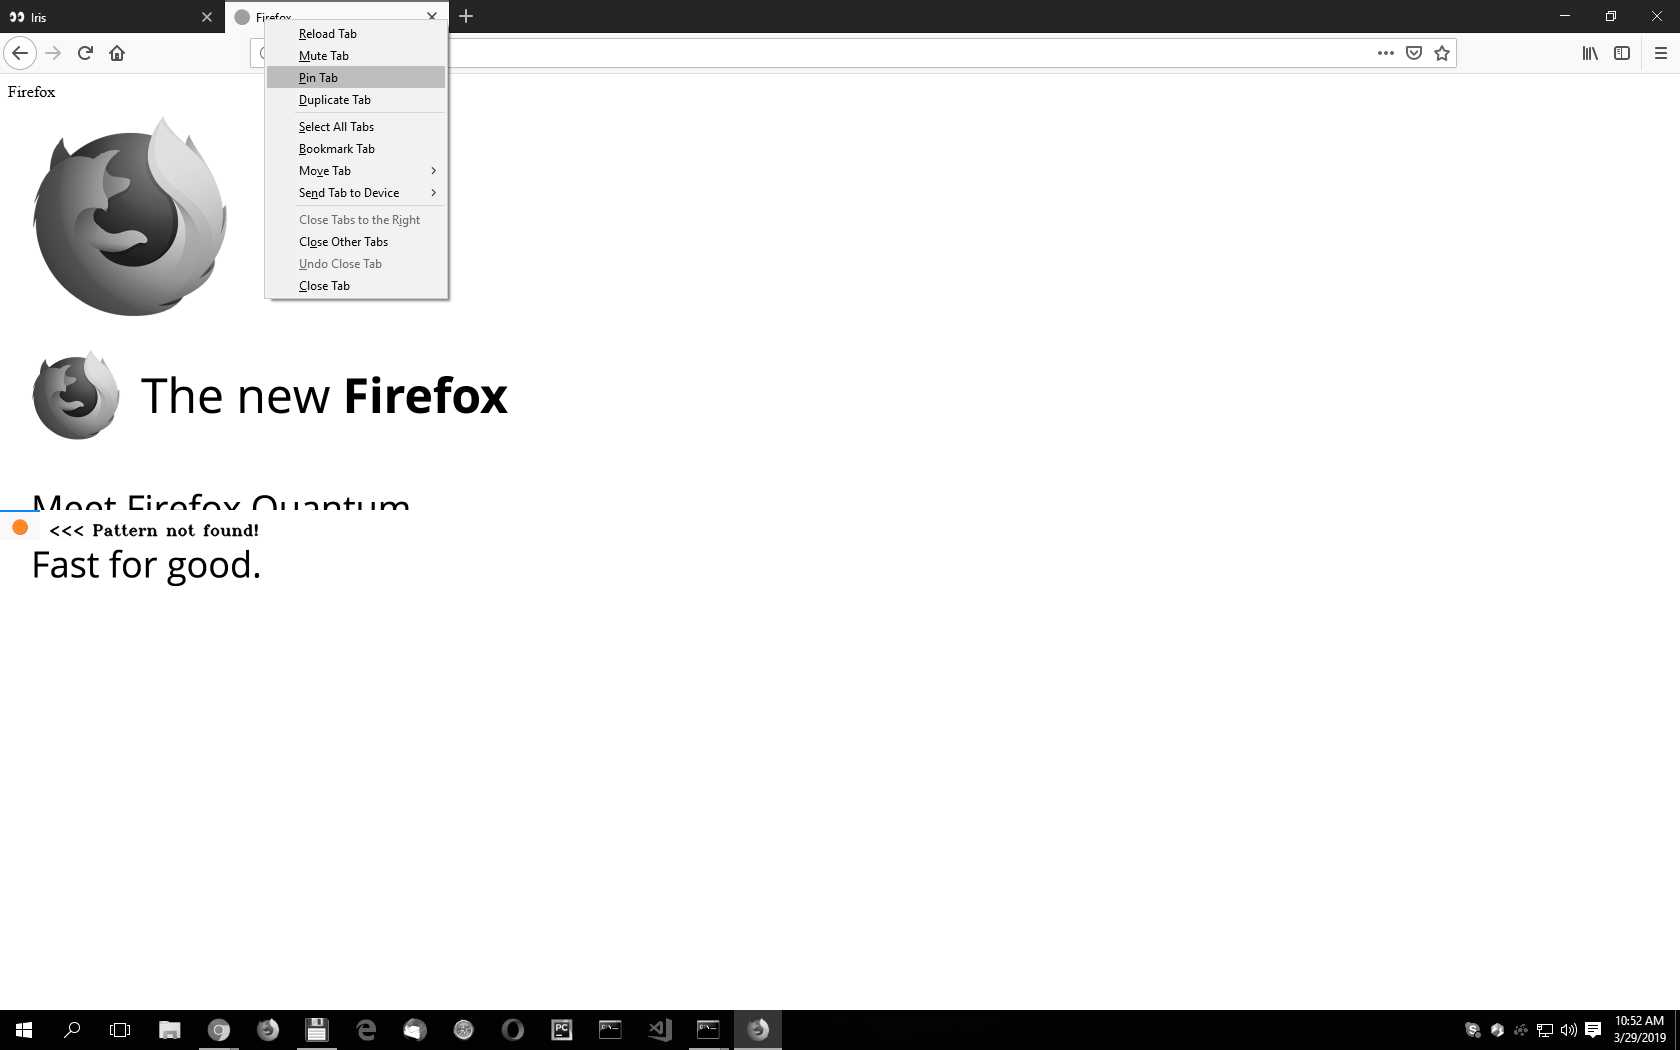 Iris
Firefox
Reload Tab
Mute Tab
Pin Tab
Duplicate Tab
Select All Tabs
Bookmark Tab
Move Tab
Send Tab to Device
Close Tabs to the Right
Close Other Tabs
Undo Close Tab
Close Tab
Firefox
The new Firefox
Meet Firefox Quantum
<<< Pattern not found!
Fast for good.
PC
10:52 AM
3/29/2019